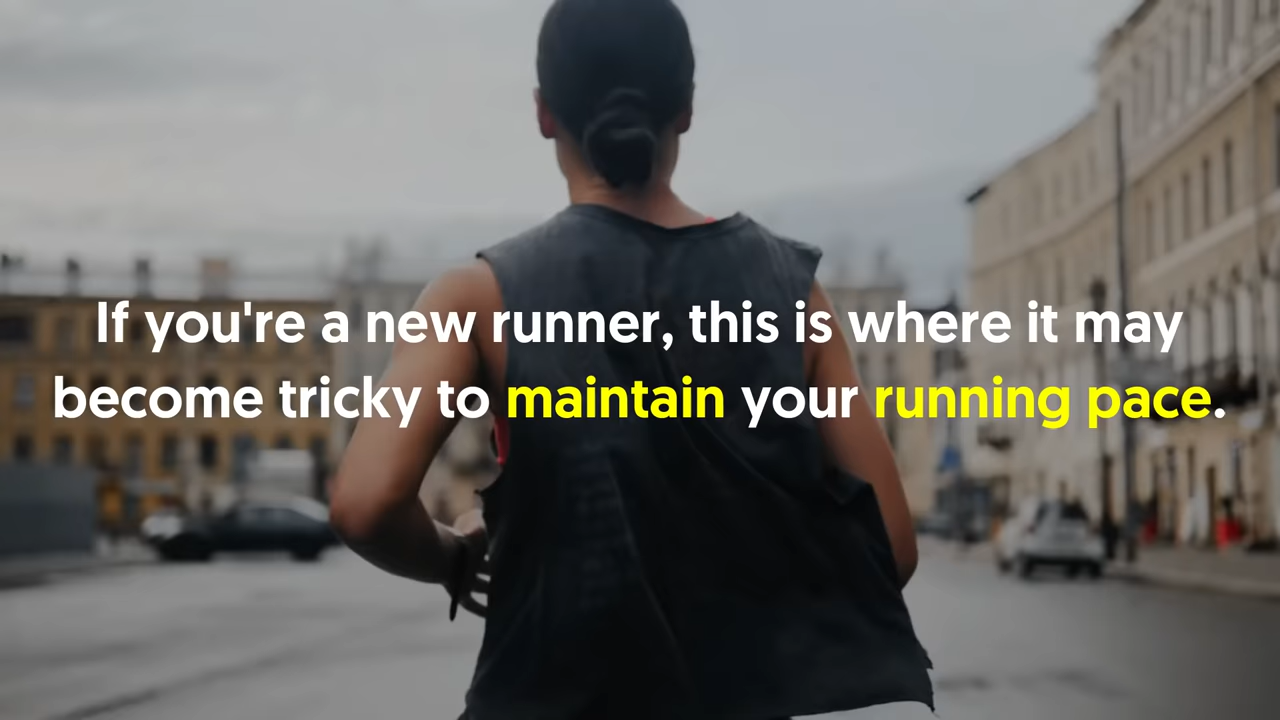 If you're a new runner, this is where it may
become tricky to maintain your running pace.